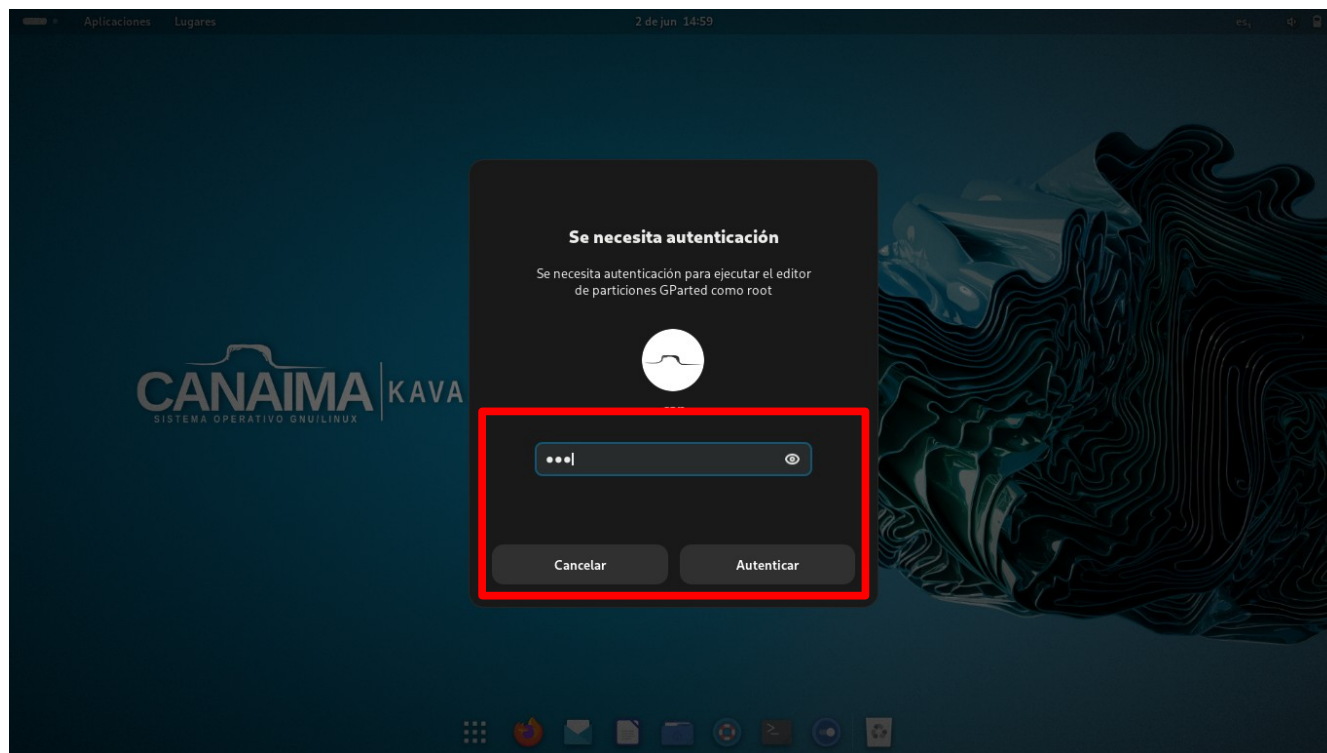 Aplicaciones Lugares 2 de jun 14:59 es,
Se necesita autenticación
Se necesita autenticación para ejecutar el editor
de particiones GParted como root
CANAIMA KAVA
SISTEMA OPERATIVO GNU|LINUX
•••
Cancelar Autenticar